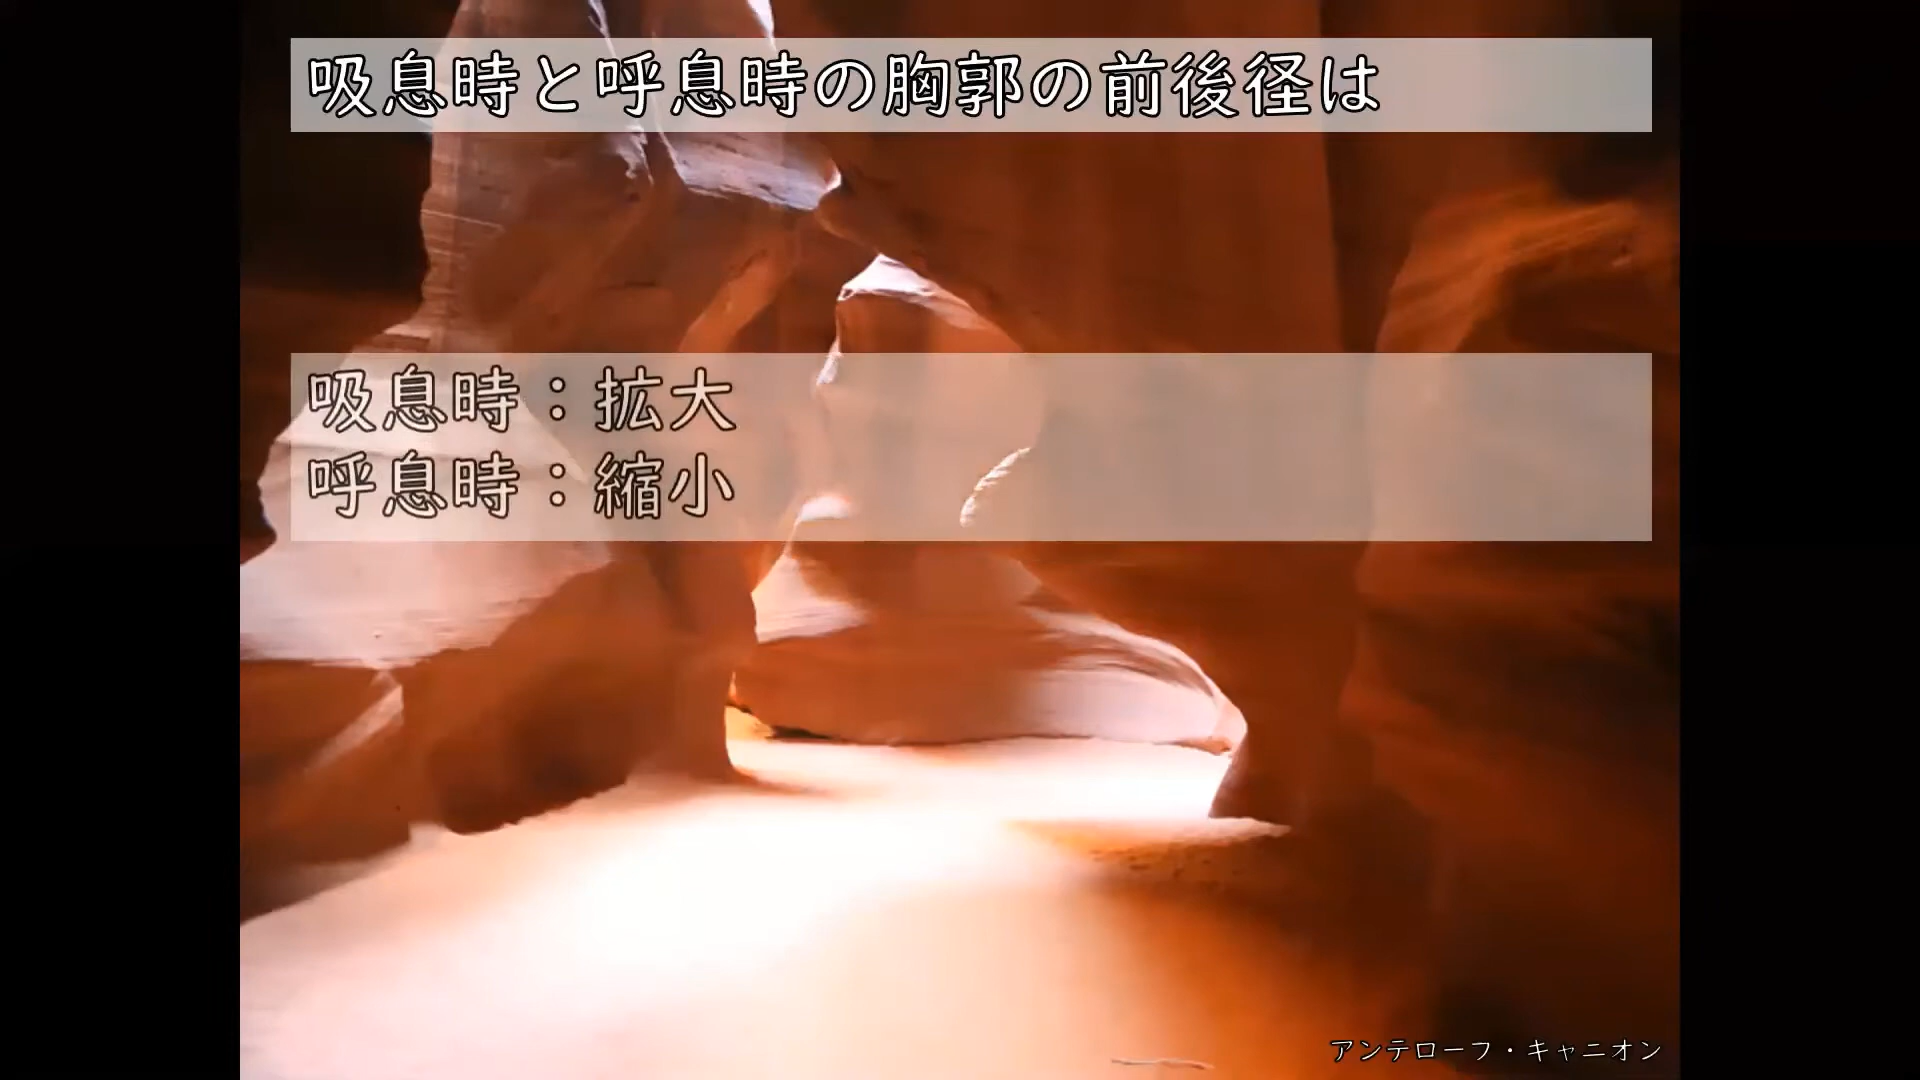 吸息時と呼息時の胸郭の前後径は
吸息時：拡大
呼息時：縮小
アンテローフ・キャニオン